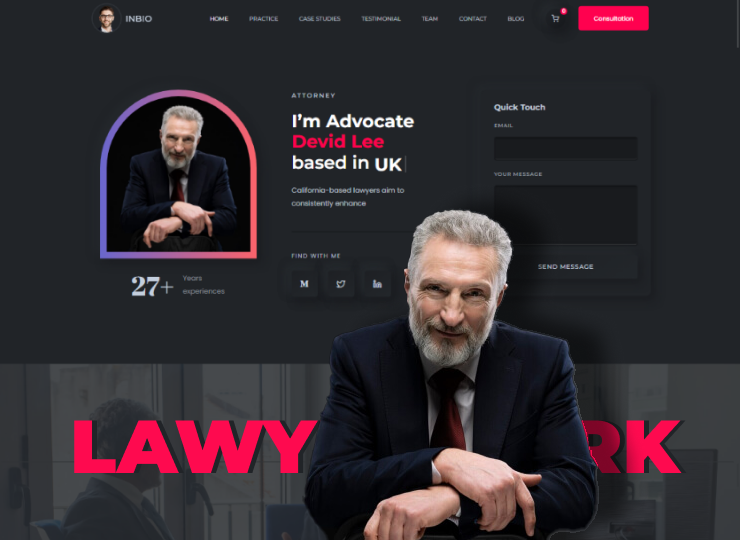 INBIO
HOME PRACTICE CASE STUDIES TESTIMONIAL TEAM CONTACT BLOG
0
Consultation
ATTORNEY
I'm Advocate
Devid Lee
based in UK
California-based lawyers aim to
consistently enhance
FIND WITH ME
M
in
27+
Years
experiences
Quick Touch
EMAIL
YOUR MESSAGE
SEND MESSAGE
LAWY RK